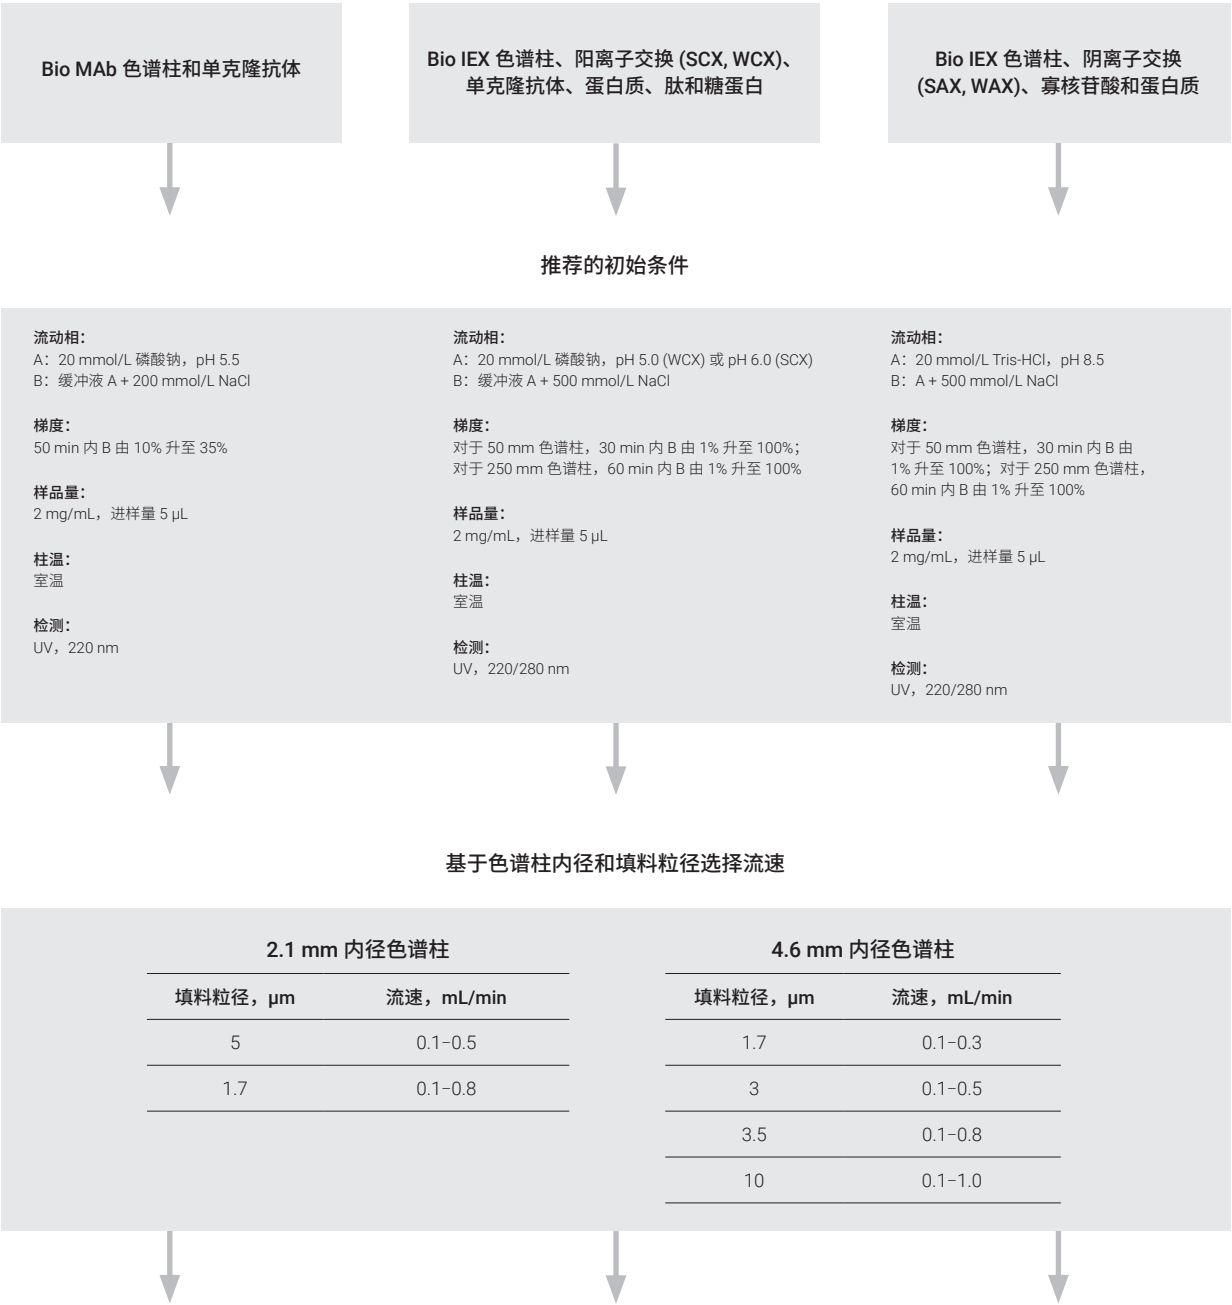 Bio MAb 色谱柱和单克隆抗体
Bio IEX 色谱柱、阳离子交换 (SCX, WCX)、
单克隆抗体、蛋白质、肽和糖蛋白
Bio IEX 色谱柱、阴离子交换
(SAX, WAX)、寡核苷酸和蛋白质
推荐的初始条件
流动相：
A：20 mmol/L 磷酸钠，pH 5.5
B：缓冲液 A + 200 mmol/L NaCl
梯度：
50 min 内 B 由 10% 升至 35%
样品量：
2 mg/mL，进样量 5 μL
柱温：
室温
检测：
UV，220 nm
流动相：
A：20 mmol/L 磷酸钠，pH 5.0 (WCX) 或 pH 6.0 (SCX)
B：缓冲液 A + 500 mmol/L NaCl
梯度：
对于 50 mm 色谱柱，30 min 内 B 由 1% 升至 100%；
对于 250 mm 色谱柱，60 min 内 B 由 1% 升至 100%
样品量：
2 mg/mL，进样量 5 μL
柱温：
室温
检测：
UV，220/280 nm
流动相：
A：20 mmol/L Tris-HCl，pH 8.5
B：A + 500 mmol/L NaCl
梯度：
对于 50 mm 色谱柱，30 min 内 B 由
1% 升至 100%；对于 250 mm 色谱柱，
60 min 内 B 由 1% 升至 100%
样品量：
2 mg/mL，进样量 5 μL
柱温：
室温
检测：
UV，220/280 nm
基于色谱柱内径和填料粒径选择流速
2.1 mm 内径色谱柱
填料粒径，μm 流速，mL/min
5 0.1–0.5
1.7 0.1–0.8
4.6 mm 内径色谱柱
填料粒径，μm 流速，mL/min
1.7 0.1–0.3
3 0.1–0.5
3.5 0.1–0.8
10 0.1–1.0